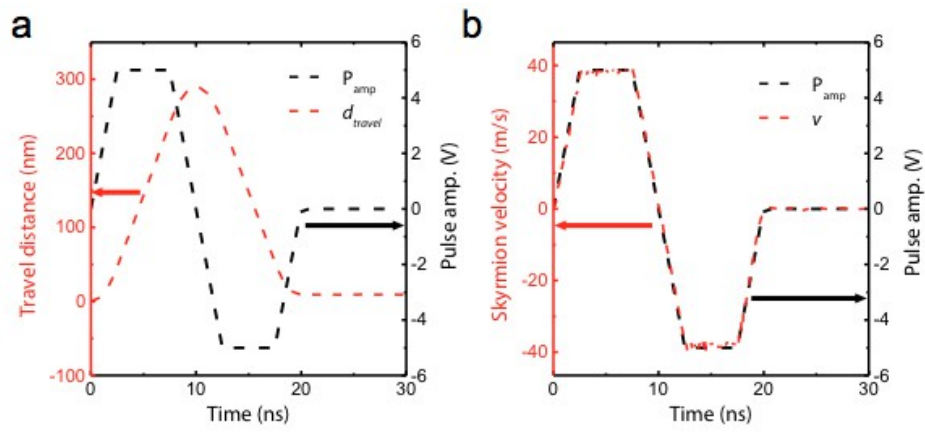 a
300
200
100
0
-100
Travel distance (nm)
6
4
2
0
-2
-4
-6
Pulse amp. (V)
P_amp
d_travel
0 10 20 30
Time (ns)
b
40
20
0
-20
-40
Skyrmion velocity (m/s)
6
4
2
0
-2
-4
-6
Pulse amp. (V)
P_amp
v
0 10 20 30
Time (ns)